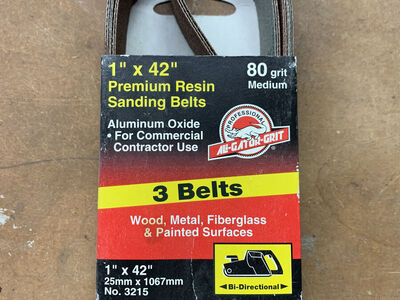 1" x 42"
80 grit
Premium Resin
Medium
Sanding Belts
Aluminum Oxide
• For Commercial
Contractor Use
PROFESSIONAL
ALI-GATOR-GRIT
®
3 Belts
Wood, Metal, Fiberglass
& Painted Surfaces
1" x 42"
25mm x 1067mm
No. 3215
Bi-Directional